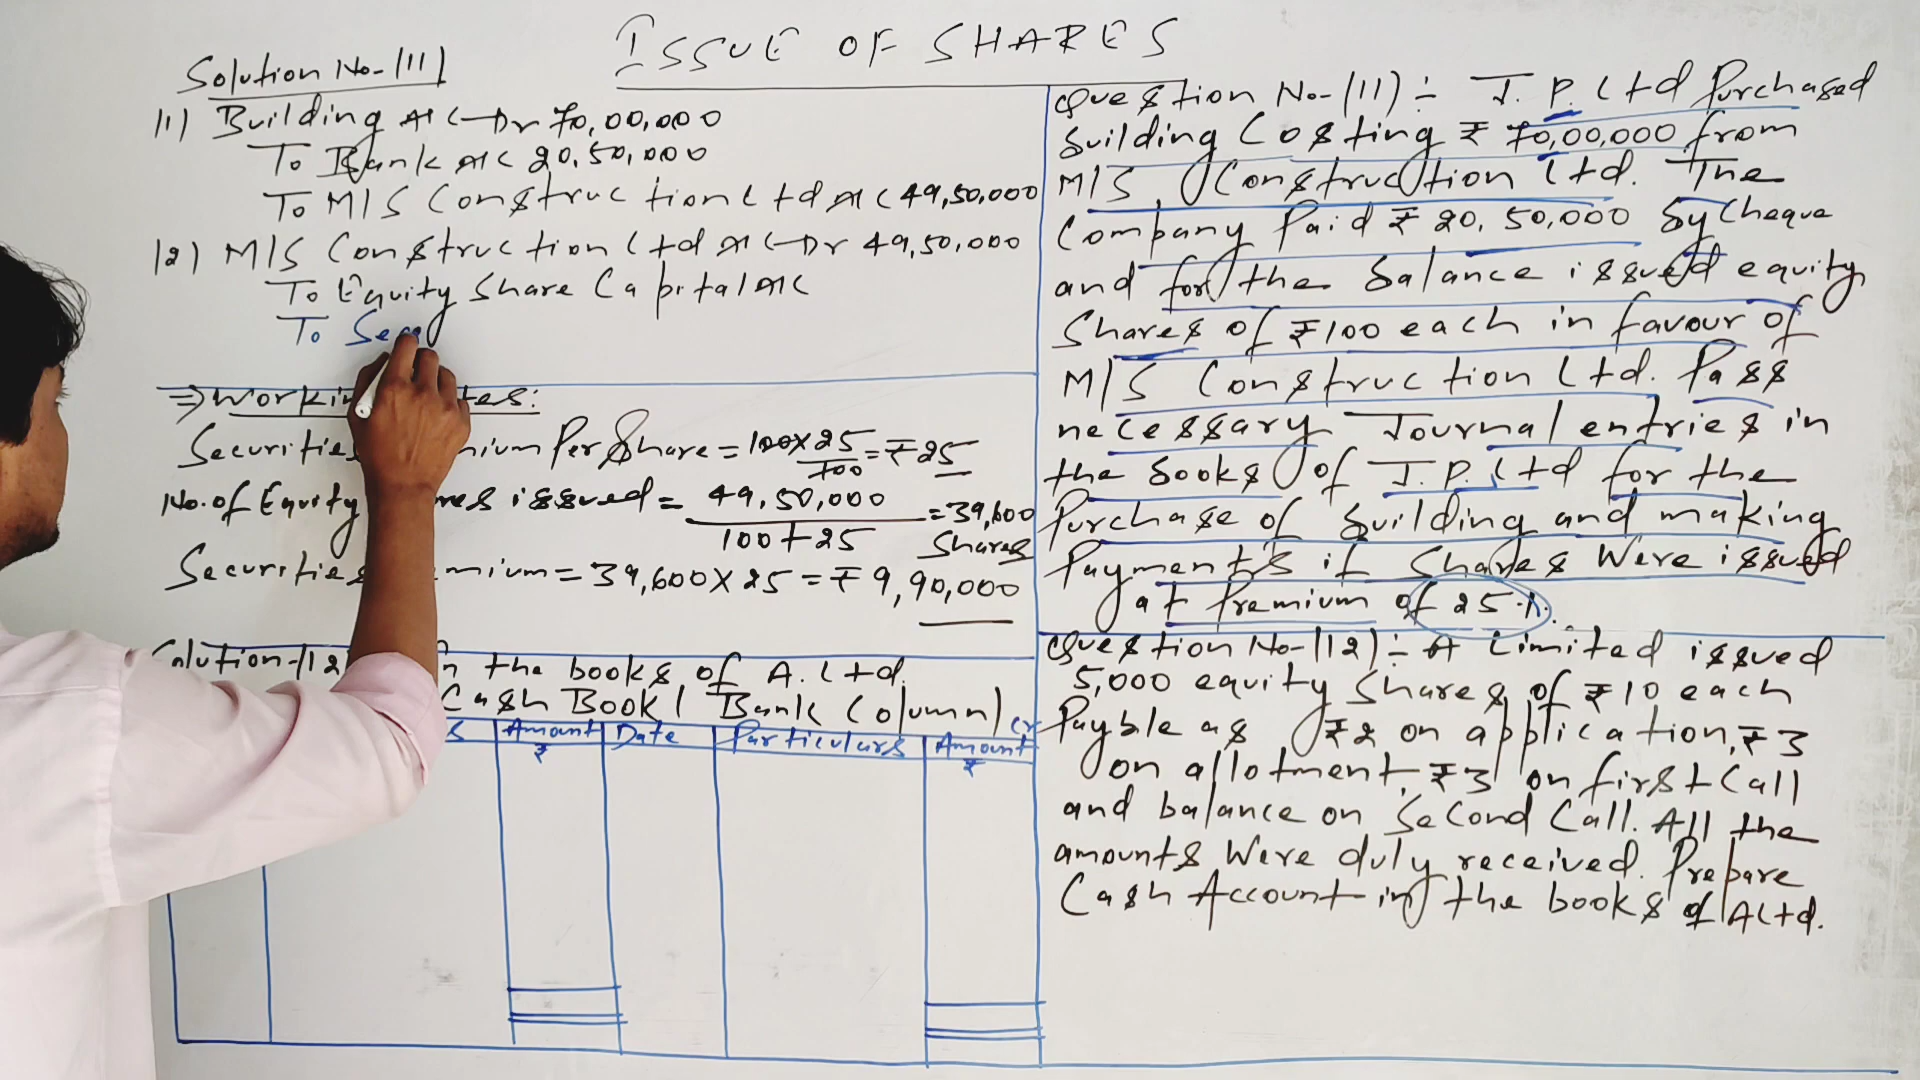 ISSUE OF SHARES
Solution No-(11)
(1) Building A/C-Dr 70,00,000
To Bank A/C 20,50,000
To M/S Construction Ltd A/C 49,50,000
(2) M/S Construction Ltd A/C-Dr 49,50,000
To Equity Share Capital A/C
To Secu
⇒ Workin tes:
Securities mium Per Share = 100×25/100 = ₹25
No. of Equity res issued = 49,50,000/100+25 = 39,600 Shares
Securities emium = 39,600×25 = ₹9,90,000
Solution-(12) In the books of A. Ltd.
Cash Book (Bank Column) Cr
s Amount ₹ Date Particulars Amount ₹
Question No-(11) ÷ J.P. Ltd Purchased
building Costing ₹ 70,00,000 from
M/S Construction Ltd. The
Company Paid ₹ 20,50,000 by Cheque
and for the balance issued equity
Shares of ₹100 each in favour of
M/S Construction Ltd. Pass
necessary Journal entries in
the books of J.P. Ltd for the
Purchase of building and making
Payments if Shares Were issued
at Premium of 25%.
Question No-(12) ÷ A Limited issued
5,000 equity shares of ₹10 each
Payble as ₹2 on application, ₹3
on allotment, ₹3 on first Call
and balance on Second Call. All the
amounts Were duly received. Prepare
Cash Account in the books of A Ltd.